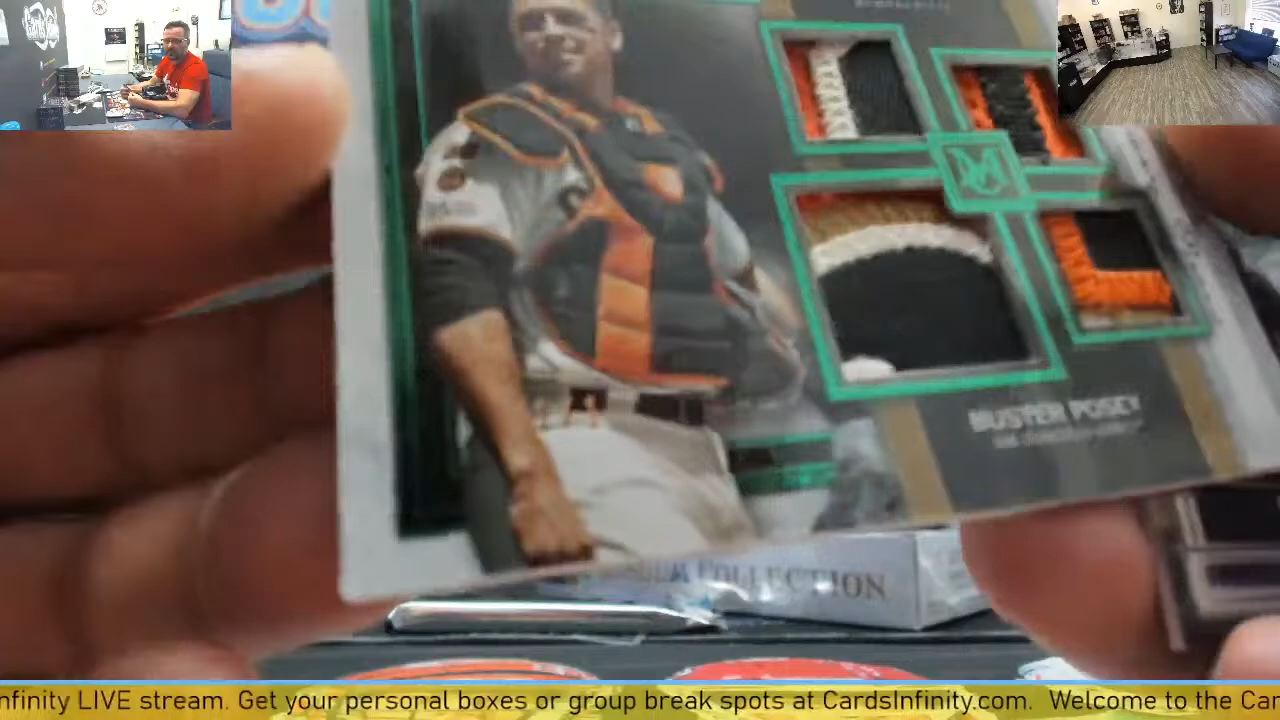 BUSTER POSEY
COLLECTION
nfinity LIVE stream. Get your personal boxes or group break spots at CardsInfinity.com. Welcome to the Car